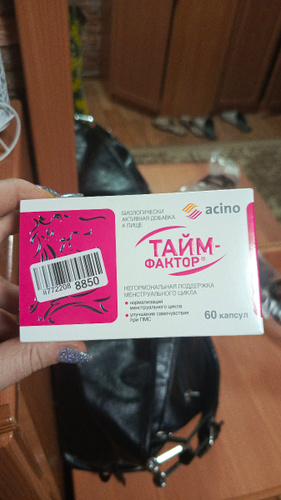 БИОЛОГИЧЕСКИ
АКТИВНАЯ ДОБАВКА
К ПИЩЕ
acino
ТАЙМ-
ФАКТОР®
8772208 8850
НЕГОРМОНАЛЬНАЯ ПОДДЕРЖКА
МЕНСТРУАЛЬНОГО ЦИКЛА
• нормализация
менструального цикла
• улучшение самочувствия
при ПМС
60 капсул